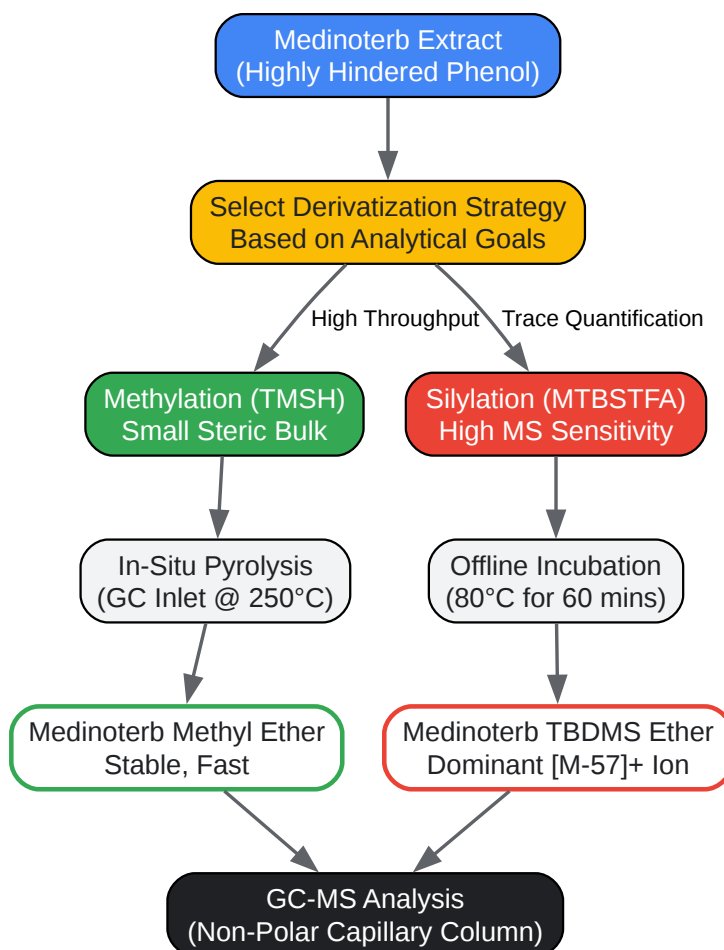 Medinoterb Extract
(Highly Hindered Phenol)
Select Derivatization Strategy
Based on Analytical Goals
High Throughput
Trace Quantification
Methylation (TMSH)
Small Steric Bulk
Silylation (MTBSTFA)
High MS Sensitivity
In-Situ Pyrolysis
(GC Inlet @ 250°C)
Offline Incubation
(80°C for 60 mins)
Medinoterb Methyl Ether
Stable, Fast
Medinoterb TBDMS Ether
Dominant [M-57]+ Ion
GC-MS Analysis
(Non-Polar Capillary Column)